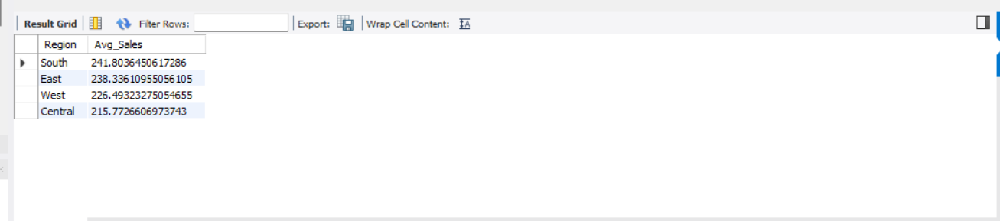 Result Grid Filter Rows: Export: Wrap Cell Content: IA
Region Avg_Sales
South 241.8036450617286
East 238.33610955056105
West 226.49323275054655
Central 215.7726606973743